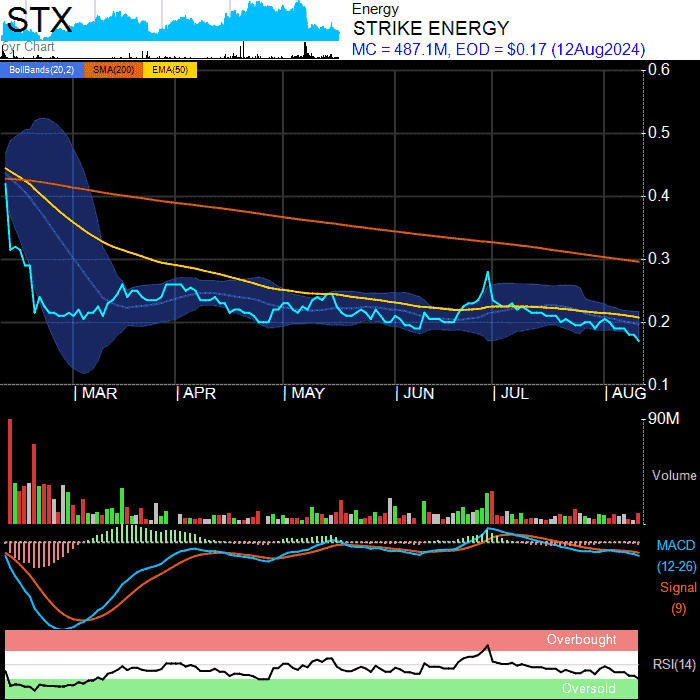 STX
5yr Chart
Energy
STRIKE ENERGY
MC = 487.1M, EOD = $0.17 (12Aug2024)
BollBands(20,2) SMA(200) EMA(50)
0.6
0.5
0.4
0.3
0.2
0.1
MAR APR MAY JUN JUL AUG
90M
Volume
MACD
(12-26)
Signal
(9)
Overbought
RSI(14)
Oversold